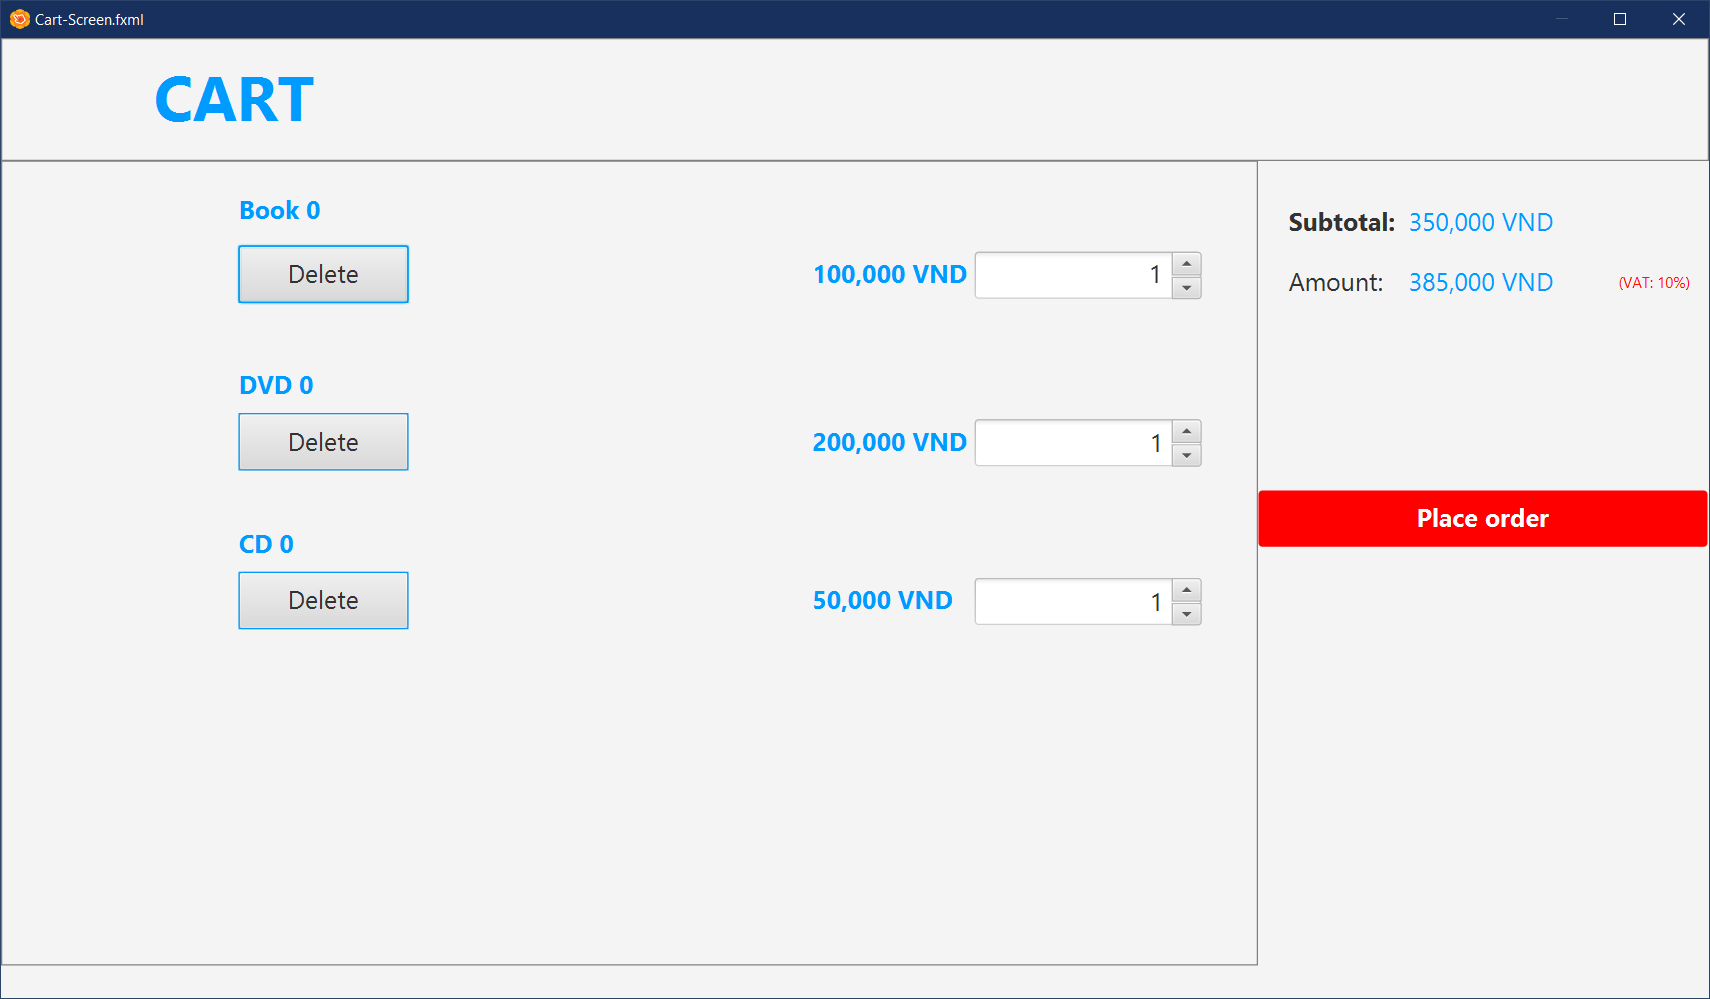 Cart-Screen.fxml
CART
Book 0
Delete
100,000 VND
1
DVD 0
Delete
200,000 VND
1
CD 0
Delete
50,000 VND
1
Subtotal: 350,000 VND
Amount: 385,000 VND (VAT: 10%)
Place order